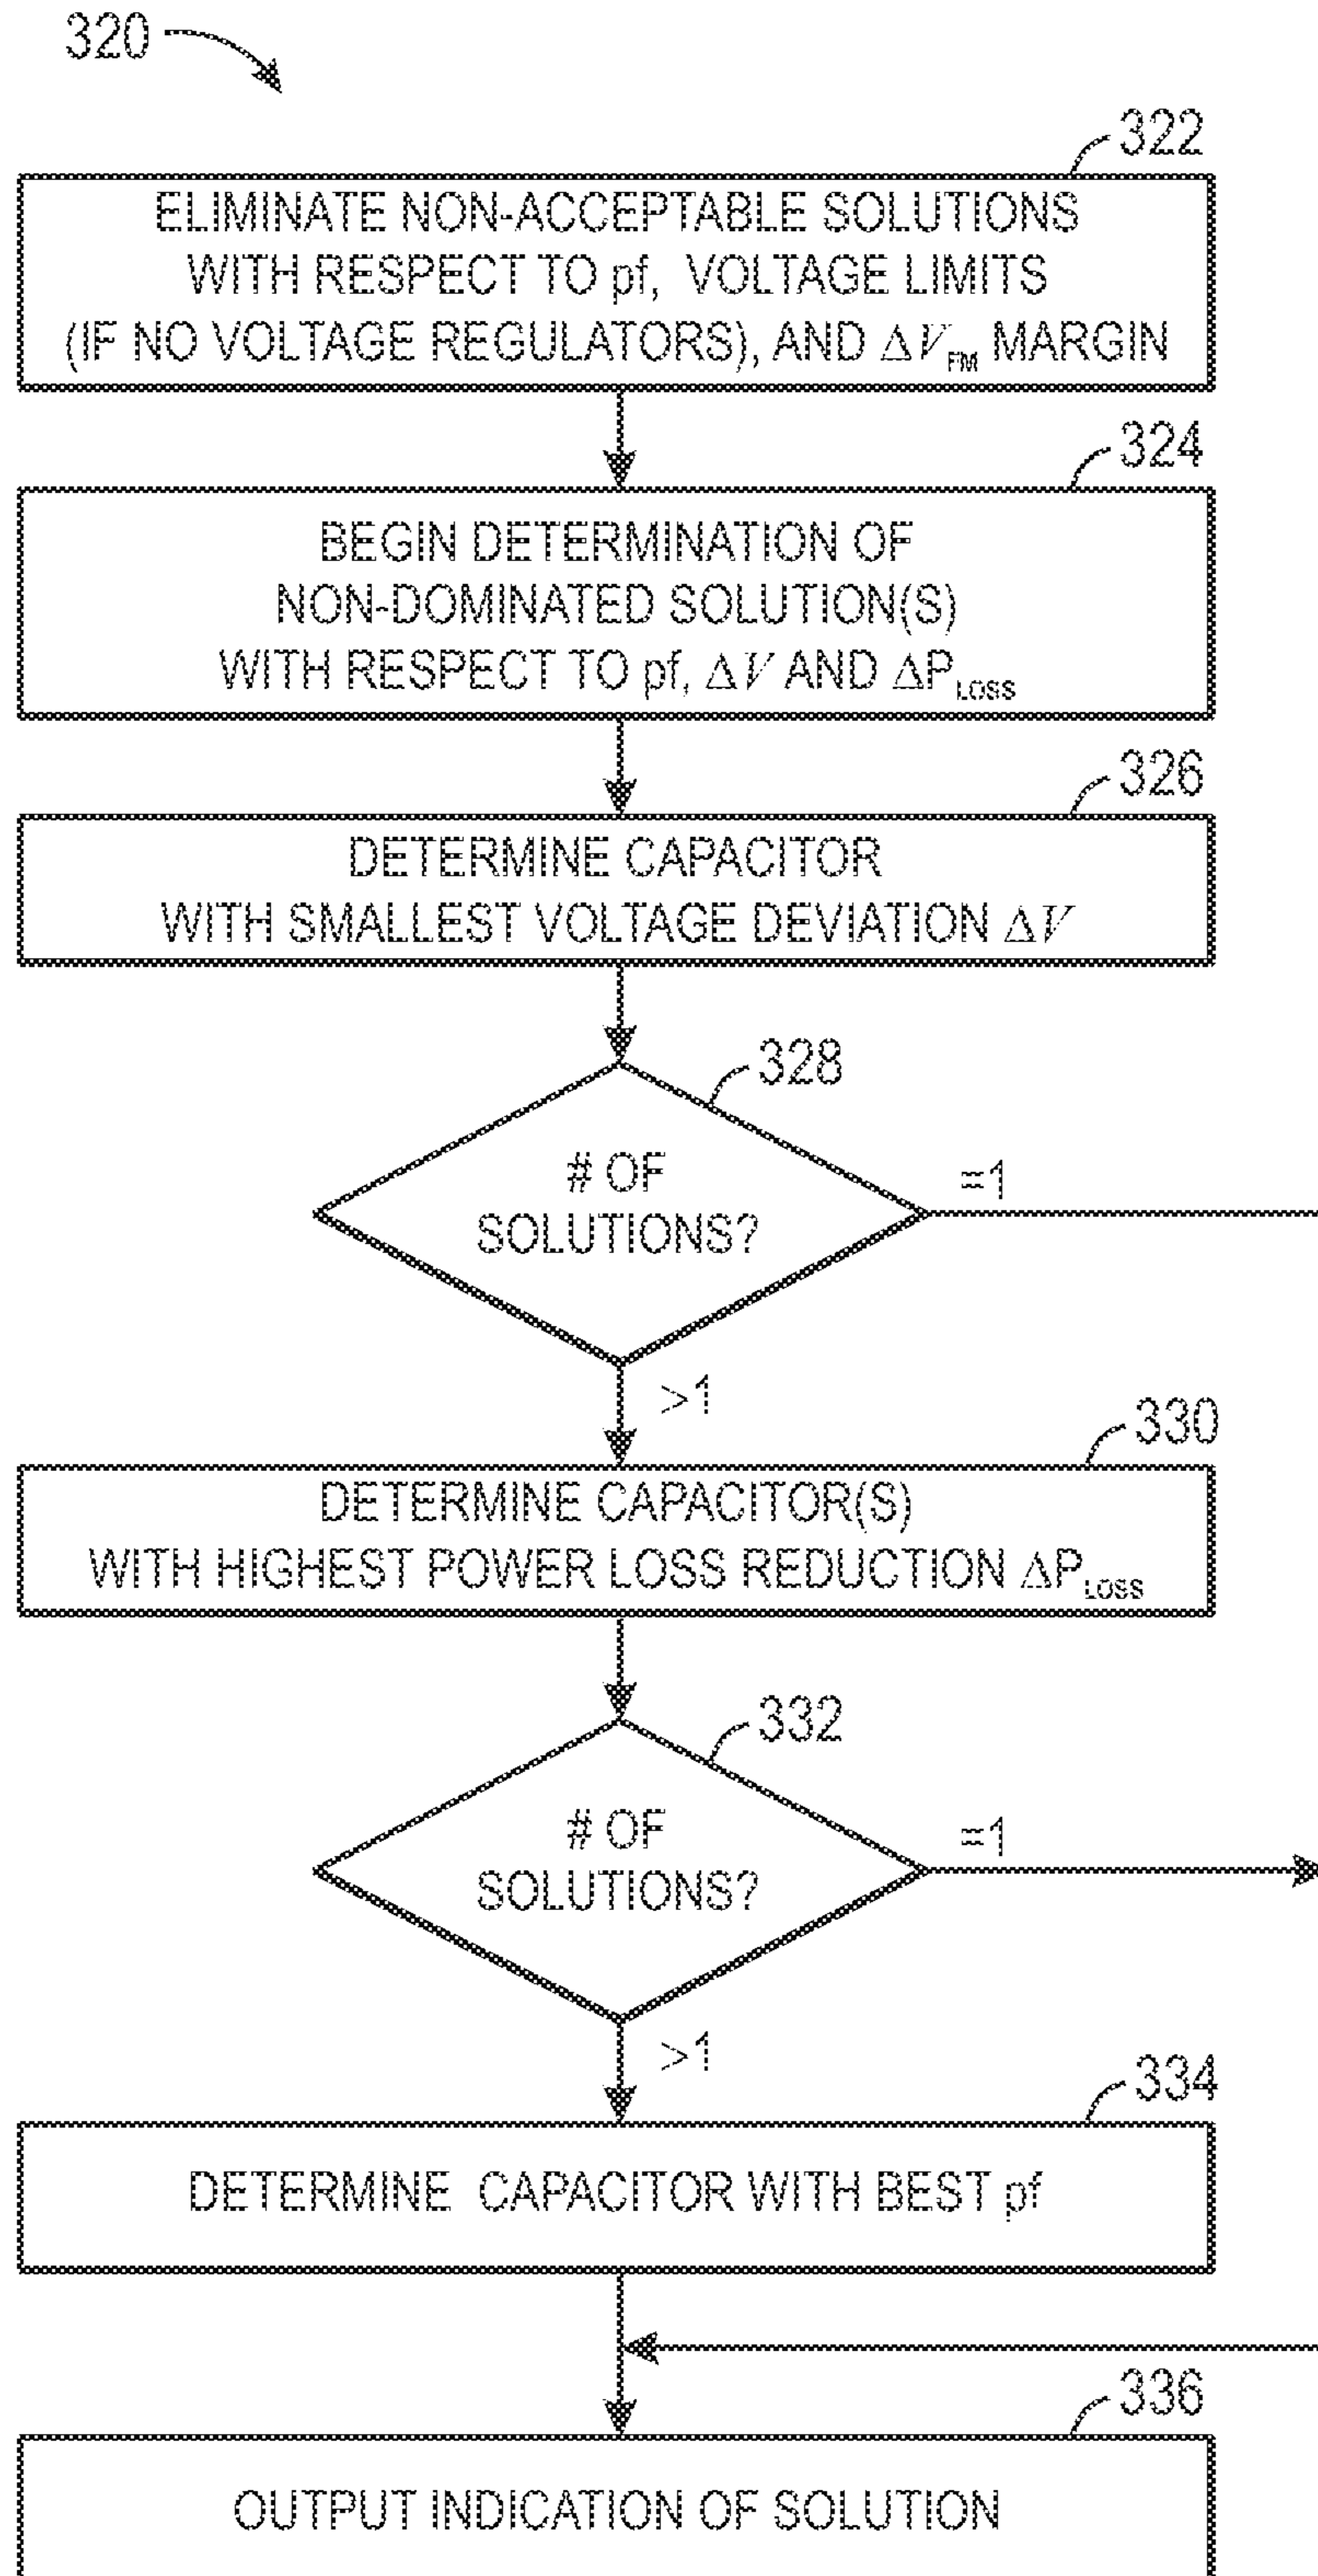 320
322
ELIMINATE NON-ACCEPTABLE SOLUTIONS
WITH RESPECT TO pf, VOLTAGE LIMITS
(IF NO VOLTAGE REGULATORS), AND ΔV_FM MARGIN
324
BEGIN DETERMINATION OF
NON-DOMINATED SOLUTION(S)
WITH RESPECT TO pf, ΔV AND ΔP_LOSS
326
DETERMINE CAPACITOR
WITH SMALLEST VOLTAGE DEVIATION ΔV
328
# OF
SOLUTIONS?
=1
>1
330
DETERMINE CAPACITOR(S)
WITH HIGHEST POWER LOSS REDUCTION ΔP_LOSS
332
# OF
SOLUTIONS?
=1
>1
334
DETERMINE CAPACITOR WITH BEST pf
336
OUTPUT INDICATION OF SOLUTION